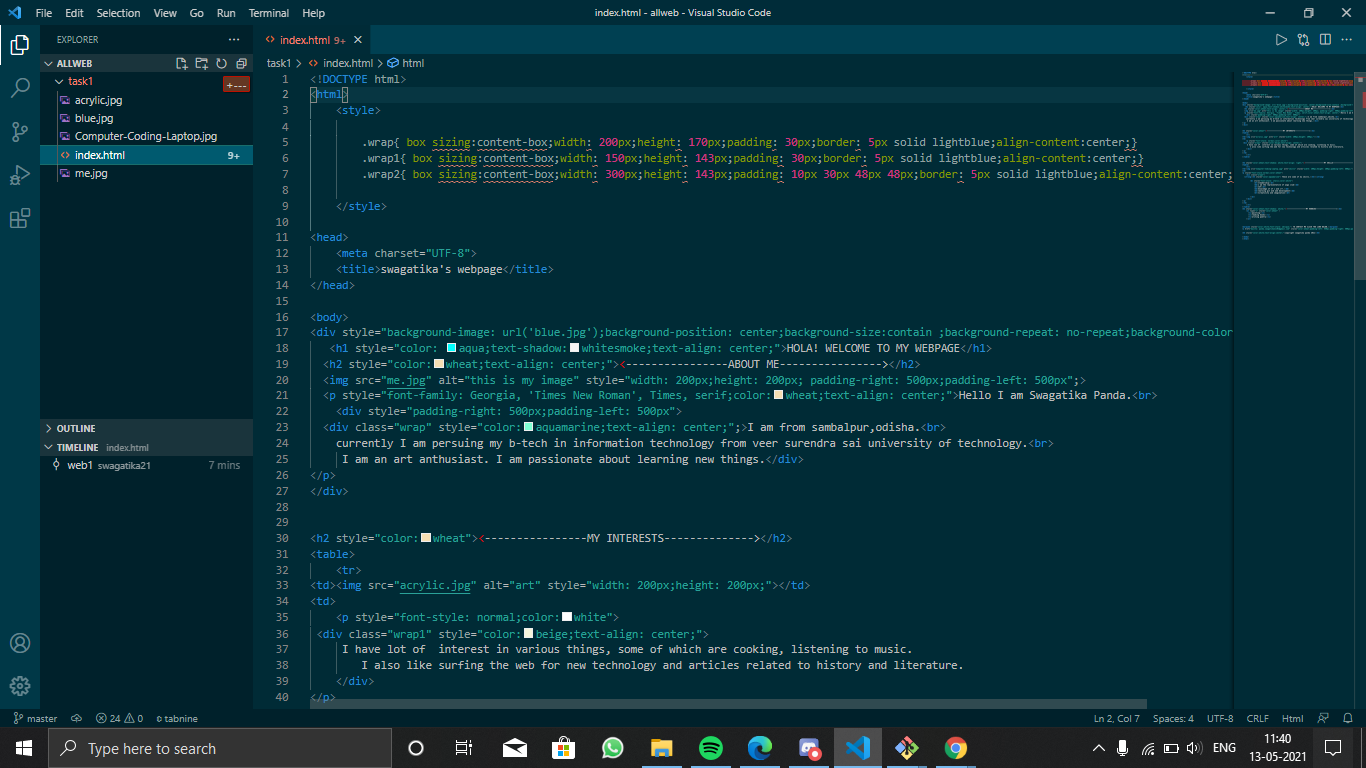 File Edit Selection View Go Run Terminal Help
index.html - allweb - Visual Studio Code
EXPLORER
ALLWEB
task1
+---
acrylic.jpg
blue.jpg
Computer-Coding-Laptop.jpg
index.html 9+
me.jpg
OUTLINE
TIMELINE index.html
web1 swagatika21 7 mins
index.html 9+
task1 > index.html > html
1 <!DOCTYPE html>
2 <html>
3 <style>
4
5 .wrap{ box sizing:content-box;width: 200px;height: 170px;padding: 30px;border: 5px solid lightblue;align-content:center;}
6 .wrap1{ box sizing:content-box;width: 150px;height: 143px;padding: 30px;border: 5px solid lightblue;align-content:center;}
7 .wrap2{ box sizing:content-box;width: 300px;height: 143px;padding: 10px 30px 48px 48px;border: 5px solid lightblue;align-content:center;
8
9 </style>
10
11 <head>
12 <meta charset="UTF-8">
13 <title>swagatika's webpage</title>
14 </head>
15
16 <body>
17 <div style="background-image: url('blue.jpg');background-position: center;background-size:contain ;background-repeat: no-repeat;background-color
18 <h1 style="color: aqua;text-shadow: whitesmoke;text-align: center;">HOLA! WELCOME TO MY WEBPAGE</h1>
19 <h2 style="color: wheat;text-align: center;"><----------------ABOUT ME----------------></h2>
20 <img src="me.jpg" alt="this is my image" style="width: 200px;height: 200px; padding-right: 500px;padding-left: 500px";>
21 <p style="font-family: Georgia, 'Times New Roman', Times, serif;color: wheat;text-align: center;">Hello I am Swagatika Panda.<br>
22 <div style="padding-right: 500px;padding-left: 500px">
23 <div class="wrap" style="color: aquamarine;text-align: center;";>I am from sambalpur,odisha.<br>
24 currently I am persuing my b-tech in information technology from veer surendra sai university of technology.<br>
25 I am an art anthusiast. I am passionate about learning new things.</div>
26 </p>
27 </div>
28
29
30 <h2 style="color: wheat"><----------------MY INTERESTS--------------></h2>
31 <table>
32 <tr>
33 <td><img src="acrylic.jpg" alt="art" style="width: 200px;height: 200px;"></td>
34 <td>
35 <p style="font-style: normal;color: white">
36 <div class="wrap1" style="color: beige;text-align: center;">
37 I have lot of  interest in various things, some of which are cooking, listening to music.
38 I also like surfing the web for new technology and articles related to history and literature.
39 </div>
40 </p>
master 24 0 tabnine
Ln 2, Col 7 Spaces: 4 UTF-8 CRLF Html
Type here to search
ENG
11:40
13-05-2021